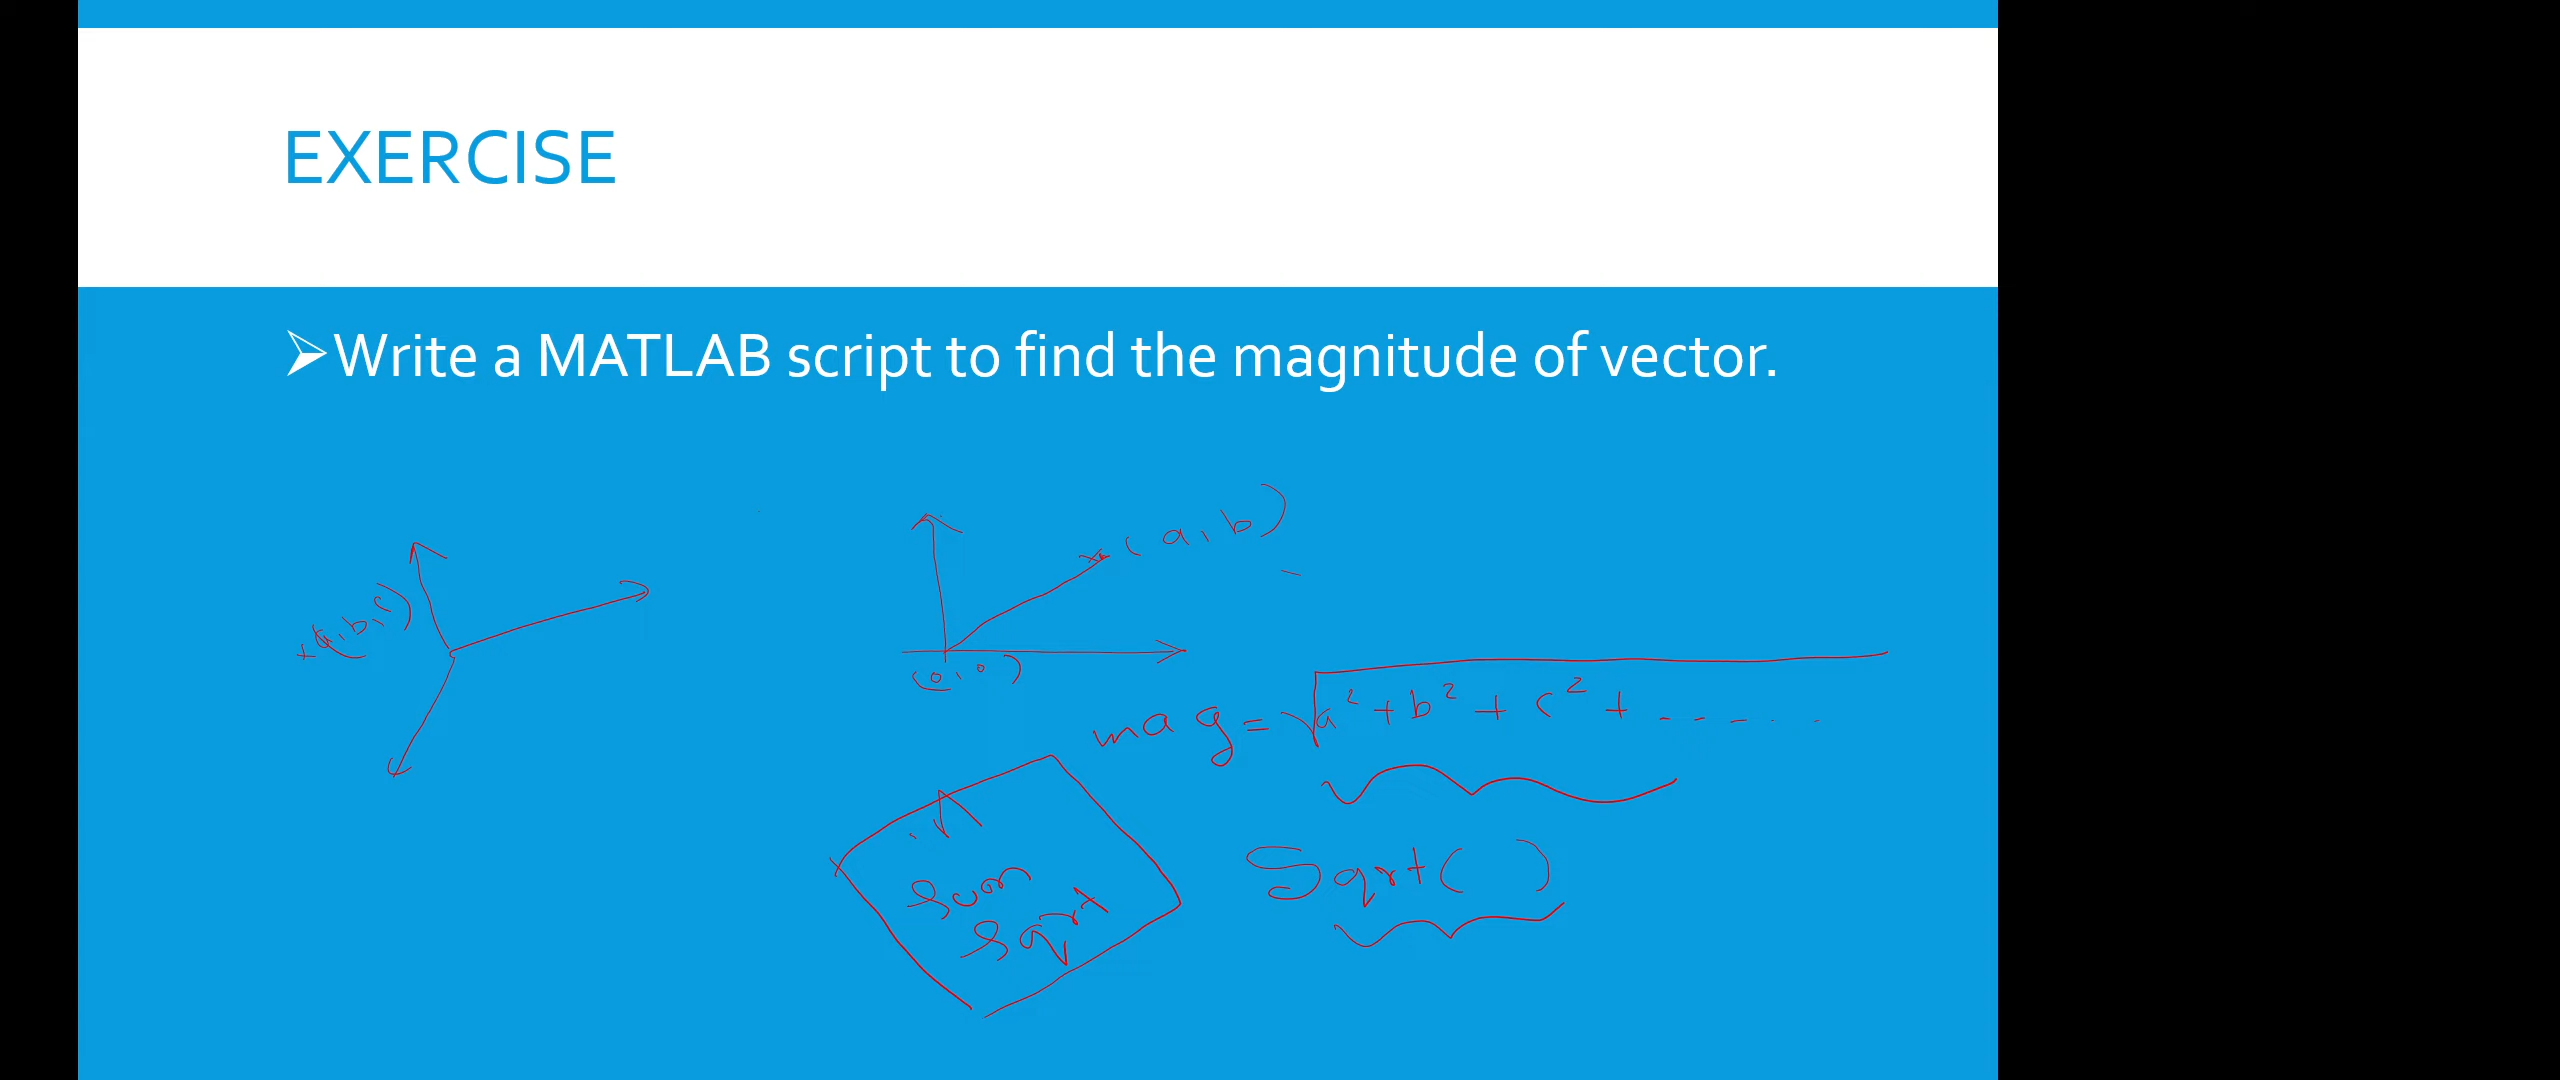 EXERCISE
➢Write a MATLAB script to find the magnitude of vector.
(a,b)
(a,b,c)
(0,0)
mag = √a² + b² + c² + ------
.^
sum
sqrt
Sqrt( )